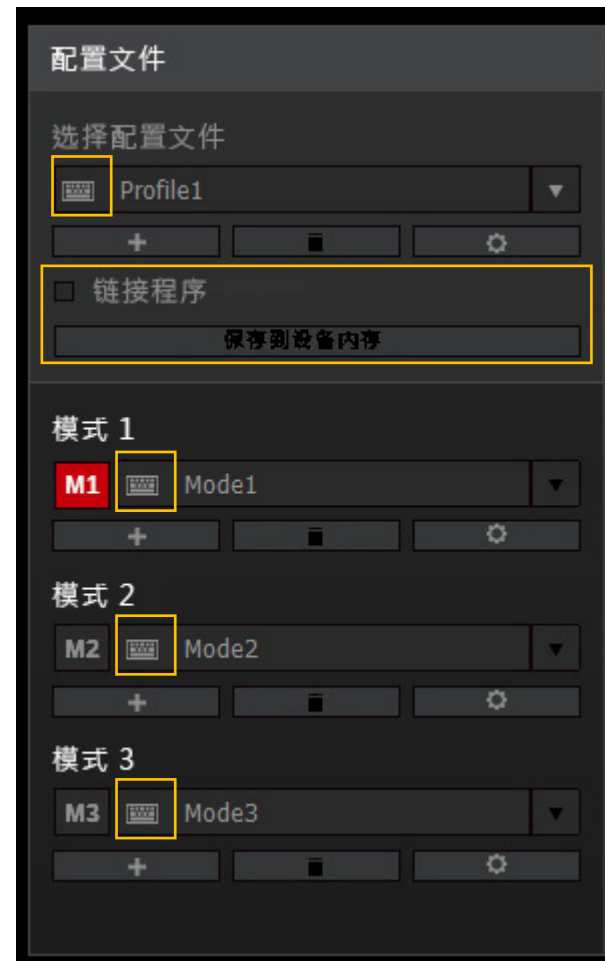 配置文件
选择配置文件
Profile1
链接程序
保存到设备内存
模式 1
M1 Mode1
模式 2
M2 Mode2
模式 3
M3 Mode3